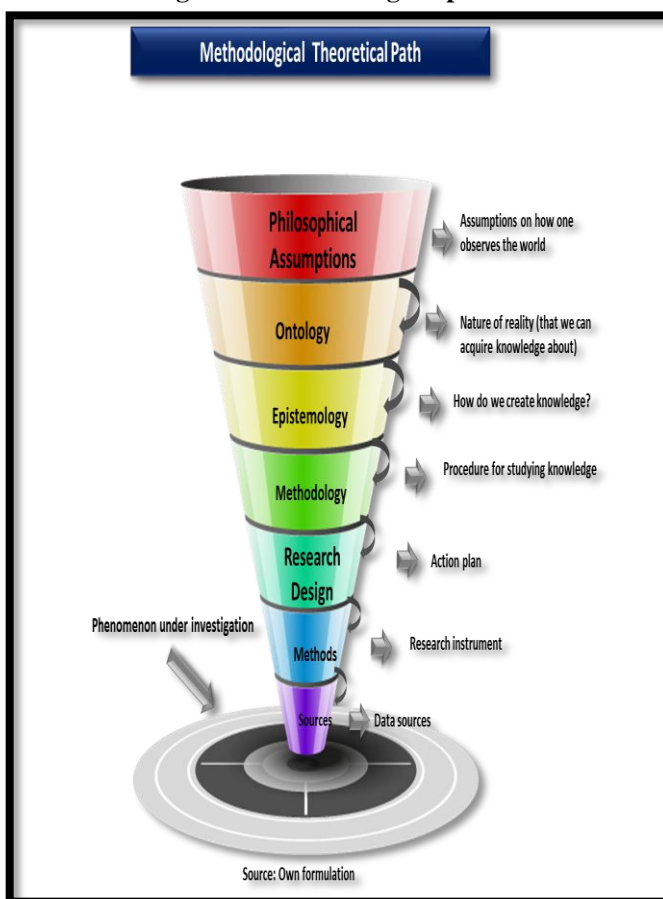 Methodological Theoretical Path
Philosophical
Assumptions
Assumptions on how one
observes the world
Ontology
Nature of reality (that we can
acquire knowledge about)
Epistemology
How do we create knowledge?
Methodology
Procedure for studying knowledge
Research
Design
Action plan
Phenomenon under investigation
Methods
Research instrument
Sources
Data sources
Source: Own formulation